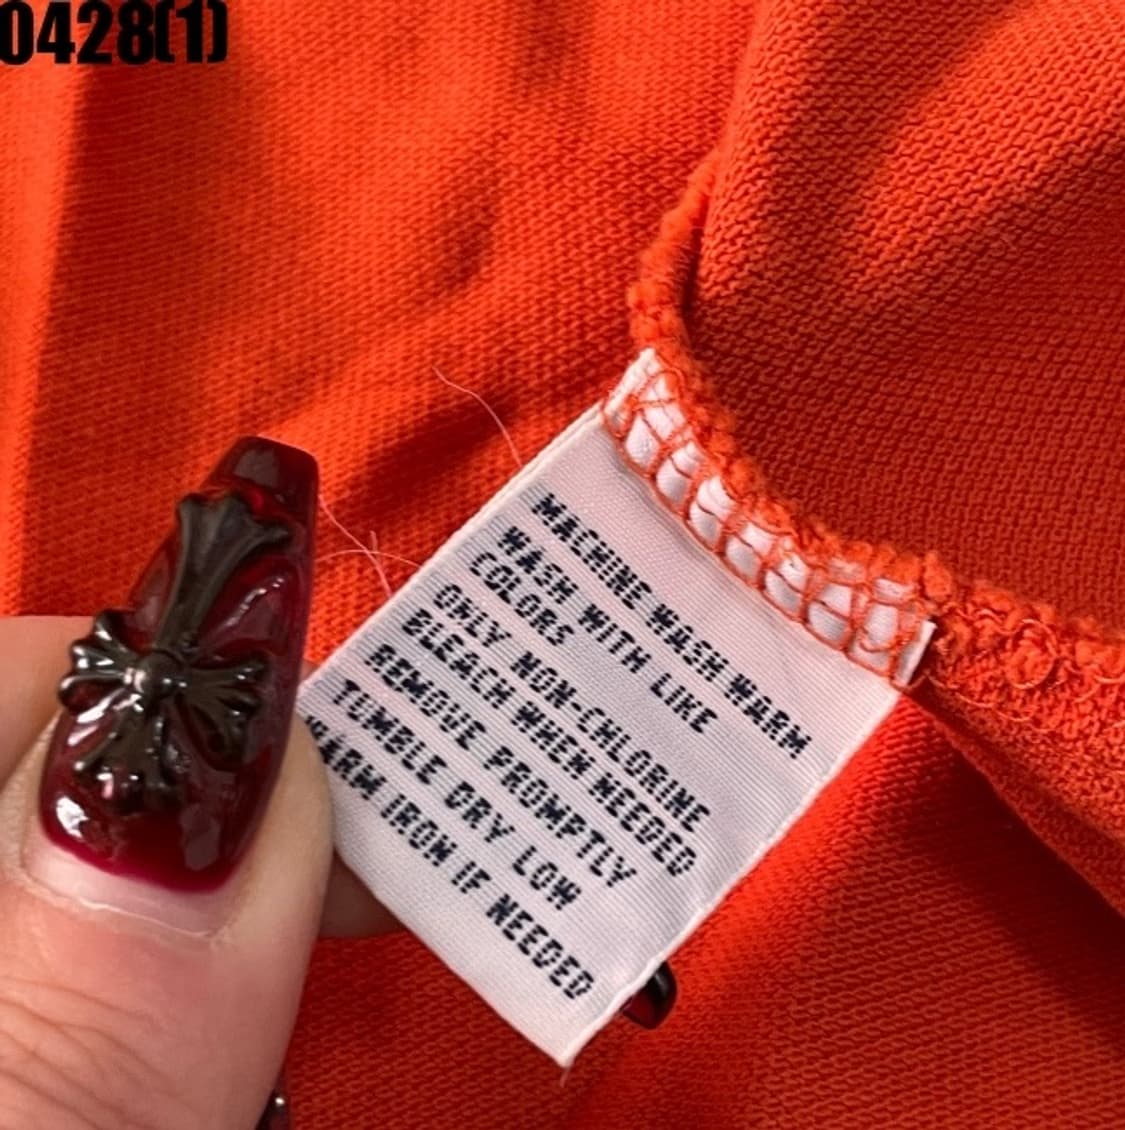 0428(1)
MACHINE WASH WARM
WASH WITH LIKE
COLORS
ONLY NON-CHLORINE
BLEACH WHEN NEEDED
REMOVE PROMPTLY
TUMBLE DRY LOW
WARM IRON IF NEEDED